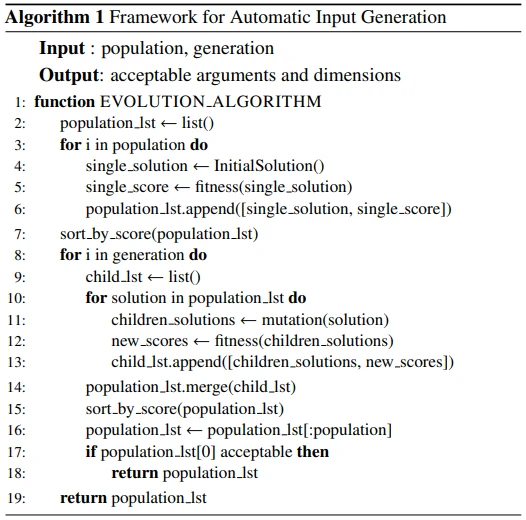 Algorithm 1 Framework for Automatic Input Generation
Input : population, generation
Output: acceptable arguments and dimensions
1: function EVOLUTION_ALGORITHM
2: population_lst ← list()
3: for i in population do
4: single_solution ← InitialSolution()
5: single_score ← fitness(single_solution)
6: population_lst.append([single_solution, single_score])
7: sort_by_score(population_lst)
8: for i in generation do
9: child_lst ← list()
10: for solution in population_lst do
11: children_solutions ← mutation(solution)
12: new_scores ← fitness(children_solutions)
13: child_lst.append([children_solutions, new_scores])
14: population_lst.merge(child_lst)
15: sort_by_score(population_lst)
16: population_lst ← population_lst[:population]
17: if population_lst[0] acceptable then
18: return population_lst
19: return population_lst